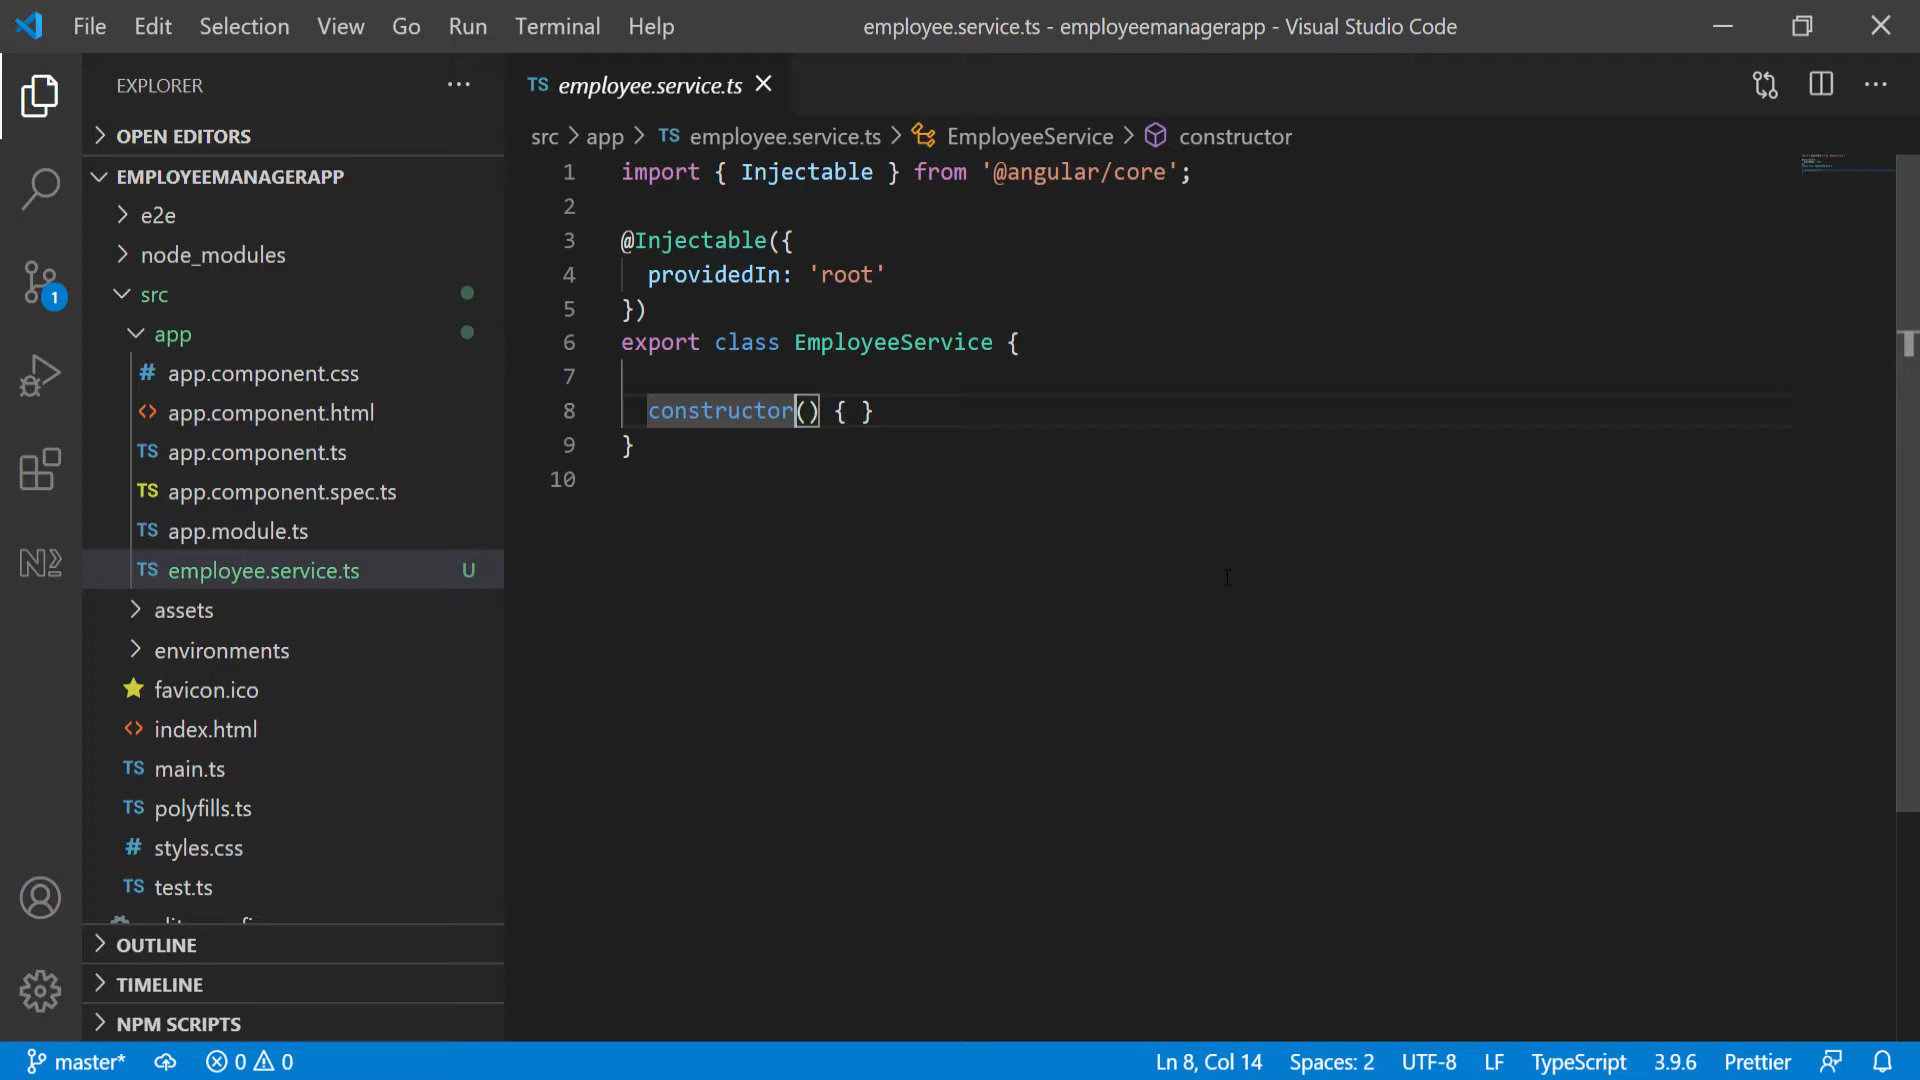 File Edit Selection View Go Run Terminal Help employee.service.ts - employeemanagerapp - Visual Studio Code
EXPLORER
OPEN EDITORS
EMPLOYEEMANAGERAPP
e2e
node_modules
src
app
# app.component.css
<> app.component.html
TS app.component.ts
TS app.component.spec.ts
TS app.module.ts
TS employee.service.ts U
assets
environments
favicon.ico
<> index.html
TS main.ts
TS polyfills.ts
# styles.css
TS test.ts
OUTLINE
TIMELINE
NPM SCRIPTS
1
TS employee.service.ts
src > app > TS employee.service.ts > EmployeeService > constructor
1 import { Injectable } from '@angular/core';
2
3 @Injectable({
4 providedIn: 'root'
5 })
6 export class EmployeeService {
7
8 constructor() { }
9 }
10
master* 0 0 Ln 8, Col 14 Spaces: 2 UTF-8 LF TypeScript 3.9.6 Prettier